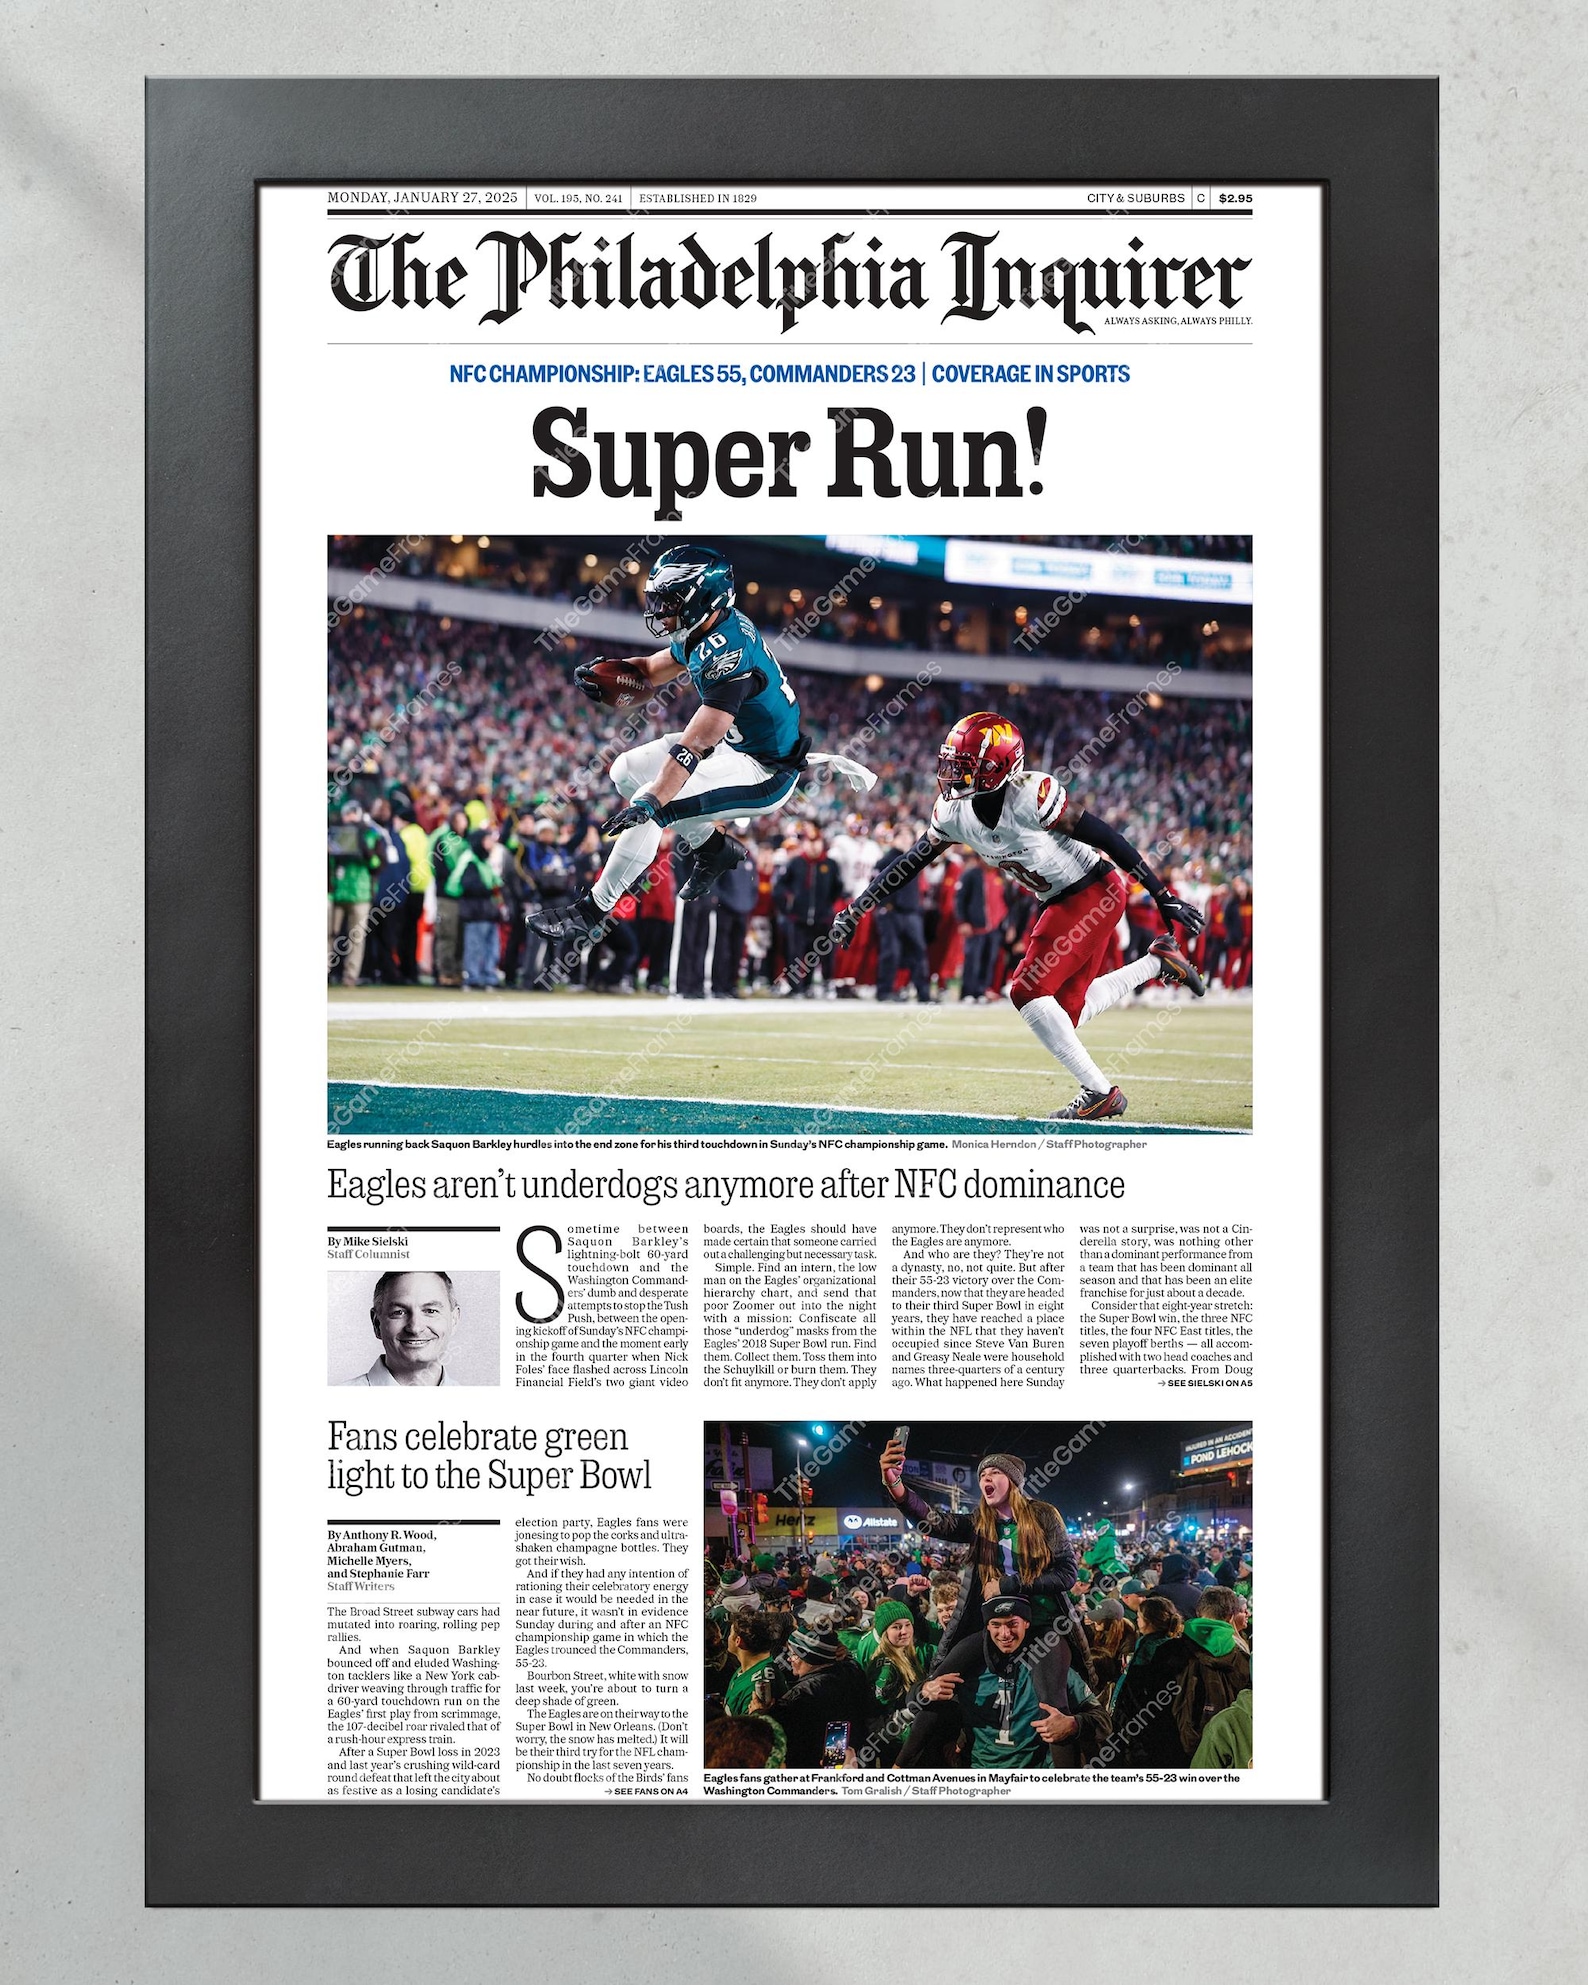 MONDAY, JANUARY 27, 2025 VOL. 195, NO. 241 ESTABLISHED IN 1829 CITY & SUBURBS C $2.95
The Philadelphia Inquirer
ALWAYS ASKING, ALWAYS PHILLY.
NFC CHAMPIONSHIP: EAGLES 55, COMMANDERS 23 | COVERAGE IN SPORTS
Super Run!
26
26
Eagles running back Saquon Barkley hurdles into the end zone for his third touchdown in Sunday's NFC championship game. Monica Herndon / Staff Photographer
Eagles aren't underdogs anymore after NFC dominance
By Mike Sielski
Staff Columnist
Sometime between
Saquon Barkley's
lightning-bolt 60-yard
touchdown and the
Washington Command-
ers' dumb and desperate
attempts to stop the Tush
Push, between the open-
ing kickoff of Sunday's NFC champi-
onship game and the moment early
in the fourth quarter when Nick
Foles' face flashed across Lincoln
Financial Field's two giant video
boards, the Eagles should have
made certain that someone carried
out a challenging but necessary task.
Simple. Find an intern, the low
man on the Eagles' organizational
hierarchy chart, and send that
poor Zoomer out into the night
with a mission: Confiscate all
those "underdog" masks from the
Eagles' 2018 Super Bowl run. Find
them. Collect them. Toss them into
the Schuylkill or burn them. They
don't fit anymore. They don't apply
anymore. They don't represent who
the Eagles are anymore.
And who are they? They're not
a dynasty, no, not quite. But after
their 55-23 victory over the Com-
manders, now that they are headed
to their third Super Bowl in eight
years, they have reached a place
within the NFL that they haven't
occupied since Steve Van Buren
and Greasy Neale were household
names three-quarters of a century
ago. What happened here Sunday
was not a surprise, was not a Cin-
derella story, was nothing other
than a dominant performance from
a team that has been dominant all
season and that has been an elite
franchise for just about a decade.
Consider that eight-year stretch:
the Super Bowl win, the three NFC
titles, the four NFC East titles, the
seven playoff berths — all accom-
plished with two head coaches and
three quarterbacks. From Doug
→ SEE SIELSKI ON A5
Fans celebrate green
light to the Super Bowl
By Anthony R. Wood,
Abraham Gutman,
Michelle Myers,
and Stephanie Farr
Staff Writers
The Broad Street subway cars had
mutated into roaring, rolling pep
rallies.
And when Saquon Barkley
bounced off and eluded Washing-
ton tacklers like a New York cab-
driver weaving through traffic for
a 60-yard touchdown run on the
Eagles' first play from scrimmage,
the 107-decibel roar rivaled that of
a rush-hour express train.
After a Super Bowl loss in 2023
and last year's crushing wild-card
round defeat that left the city about
as festive as a losing candidate's
election party, Eagles fans were
jonesing to pop the corks and ultra-
shaken champagne bottles. They
got their wish.
And if they had any intention of
rationing their celebratory energy
in case it would be needed in the
near future, it wasn't in evidence
Sunday during and after an NFC
championship game in which the
Eagles trounced the Commanders,
55-23.
Bourbon Street, white with snow
last week, you're about to turn a
deep shade of green.
The Eagles are on their way to the
Super Bowl in New Orleans. (Don't
worry, the snow has melted.) It will
be their third try for the NFL cham-
pionship in the last seven years.
No doubt flocks of the Birds' fans
→ SEE FANS ON A4
INJURED IN AN ACCIDENT
POND LEHOCK
Hertz
Allstate
1
Eagles fans gather at Frankford and Cottman Avenues in Mayfair to celebrate the team's 55-23 win over the
Washington Commanders. Tom Gralish / Staff Photographer
TitleGameFrames